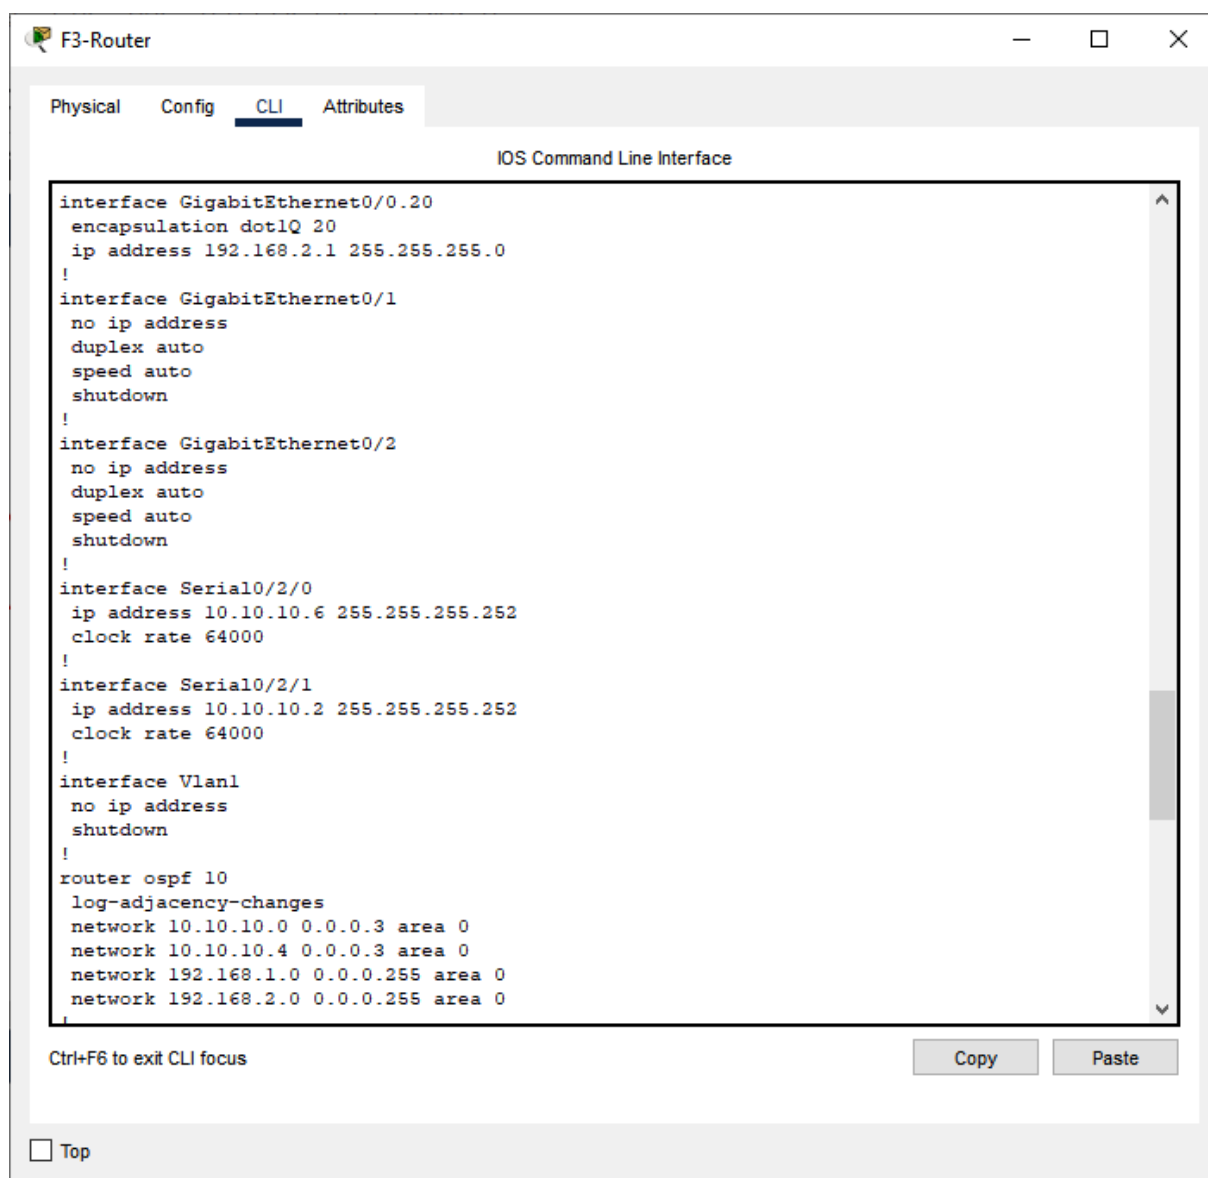 F3-Router
Physical Config CLI Attributes
IOS Command Line Interface
interface GigabitEthernet0/0.20
encapsulation dot1Q 20
ip address 192.168.2.1 255.255.255.0
!
interface GigabitEthernet0/1
no ip address
duplex auto
speed auto
shutdown
!
interface GigabitEthernet0/2
no ip address
duplex auto
speed auto
shutdown
!
interface Serial0/2/0
ip address 10.10.10.6 255.255.255.252
clock rate 64000
!
interface Serial0/2/1
ip address 10.10.10.2 255.255.255.252
clock rate 64000
!
interface Vlan1
no ip address
shutdown
!
router ospf 10
log-adjacency-changes
network 10.10.10.0 0.0.0.3 area 0
network 10.10.10.4 0.0.0.3 area 0
network 192.168.1.0 0.0.0.255 area 0
network 192.168.2.0 0.0.0.255 area 0
!
Ctrl+F6 to exit CLI focus
Copy Paste
Top